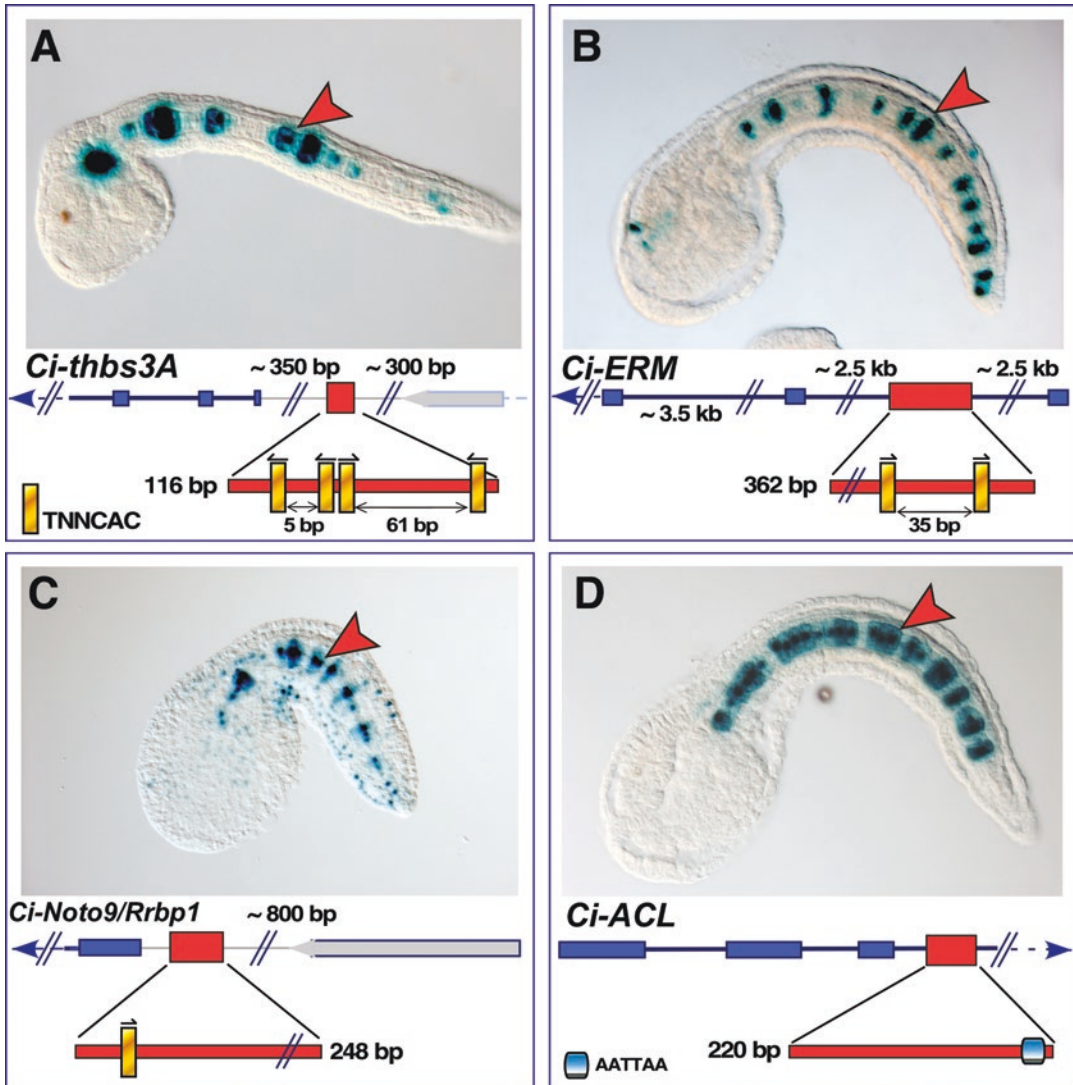 A
Ci-thbs3A
~ 350 bp
~ 300 bp
116 bp
5 bp
61 bp
TNNCAC
B
Ci-ERM
~ 2.5 kb
~ 2.5 kb
~ 3.5 kb
362 bp
35 bp
C
Ci-Noto9/Rrbp1
~ 800 bp
248 bp
D
Ci-ACL
220 bp
AATTAA